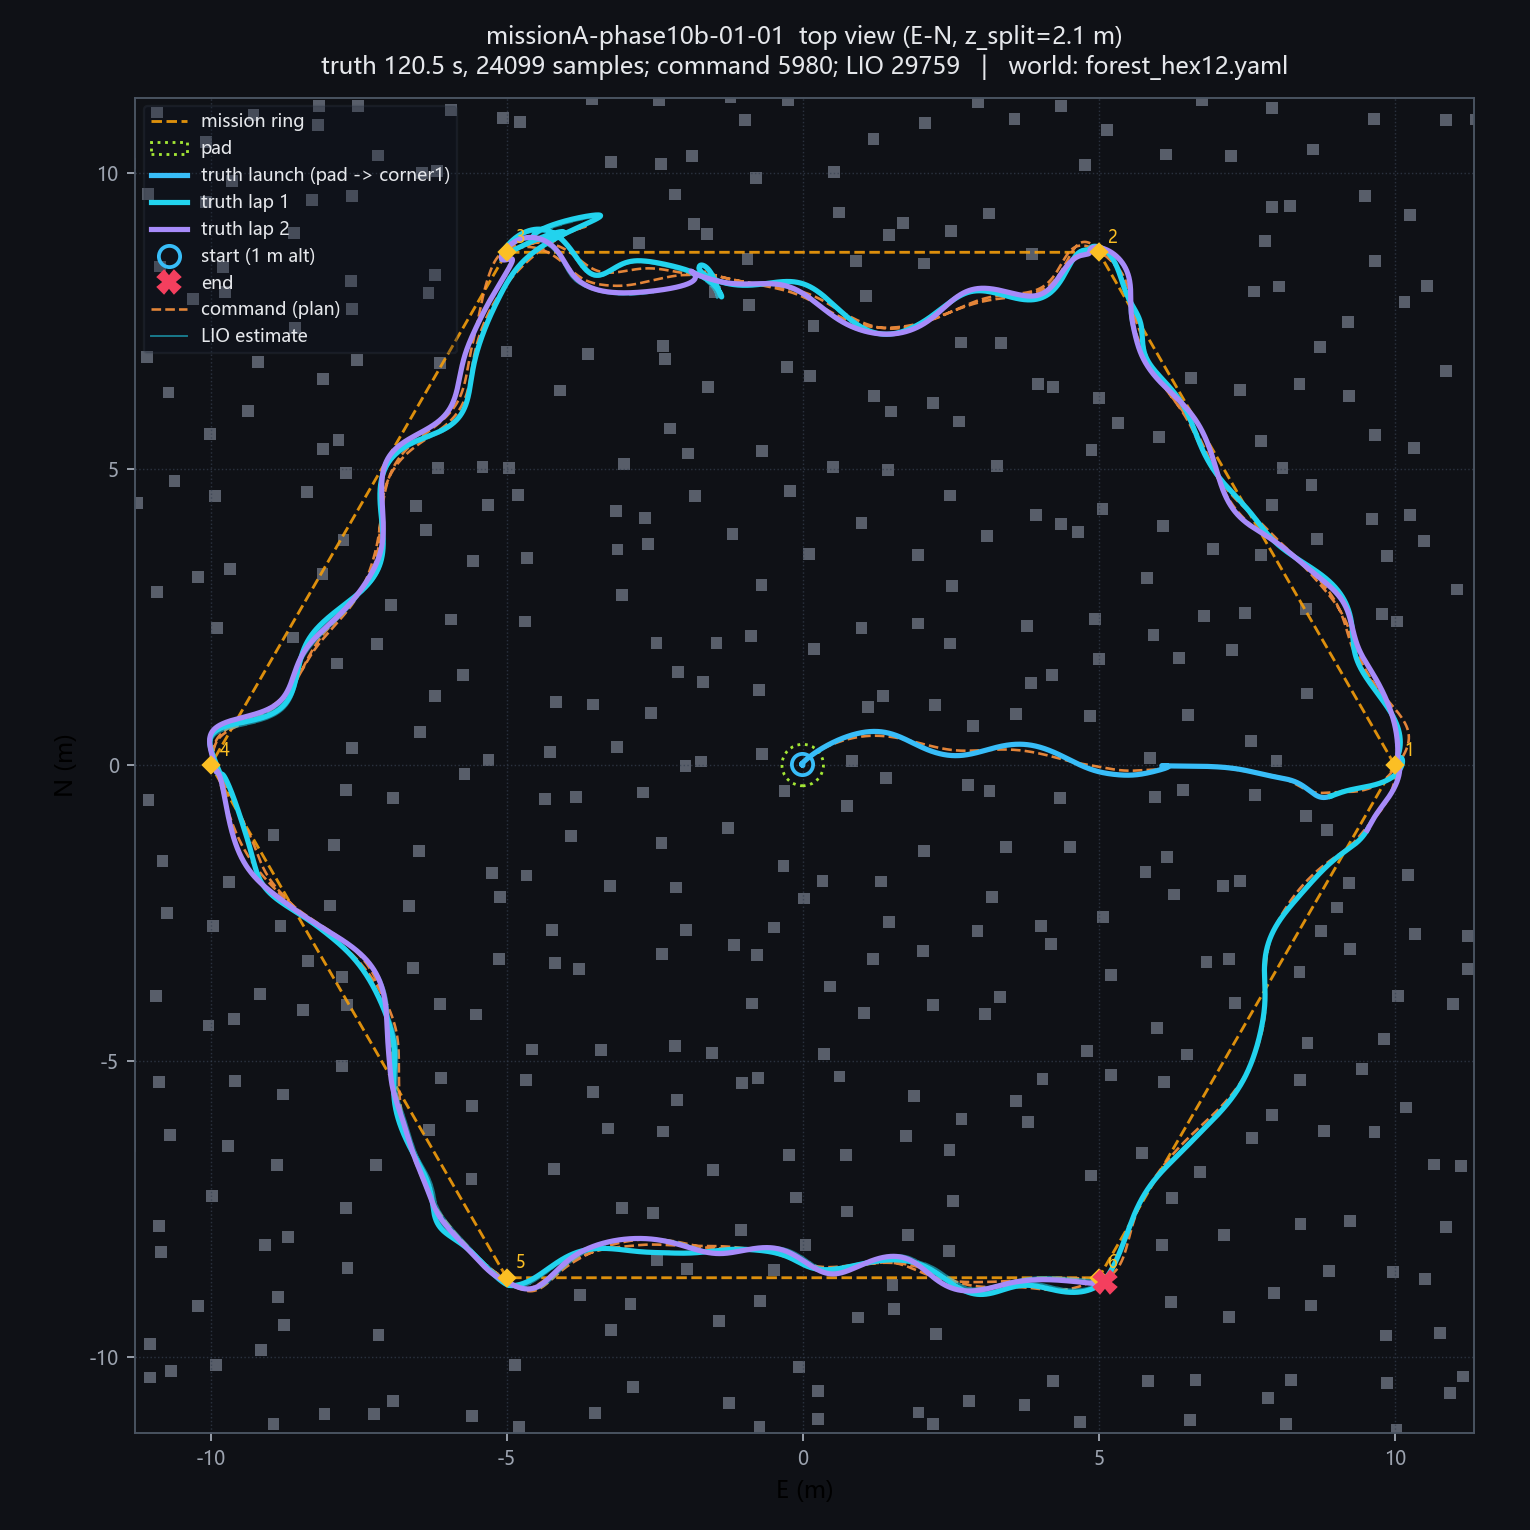 missionA-phase10b-01-01  top view (E-N, z_split=2.1 m)
truth 120.5 s, 24099 samples; command 5980; LIO 29759   |   world: forest_hex12.yaml
mission ring
pad
truth launch (pad -> corner1)
truth lap 1
truth lap 2
start (1 m alt)
end
command (plan)
LIO estimate
2
1
4
5
10
5
0
-5
-10
N (m)
-10
-5
0
5
10
E (m)